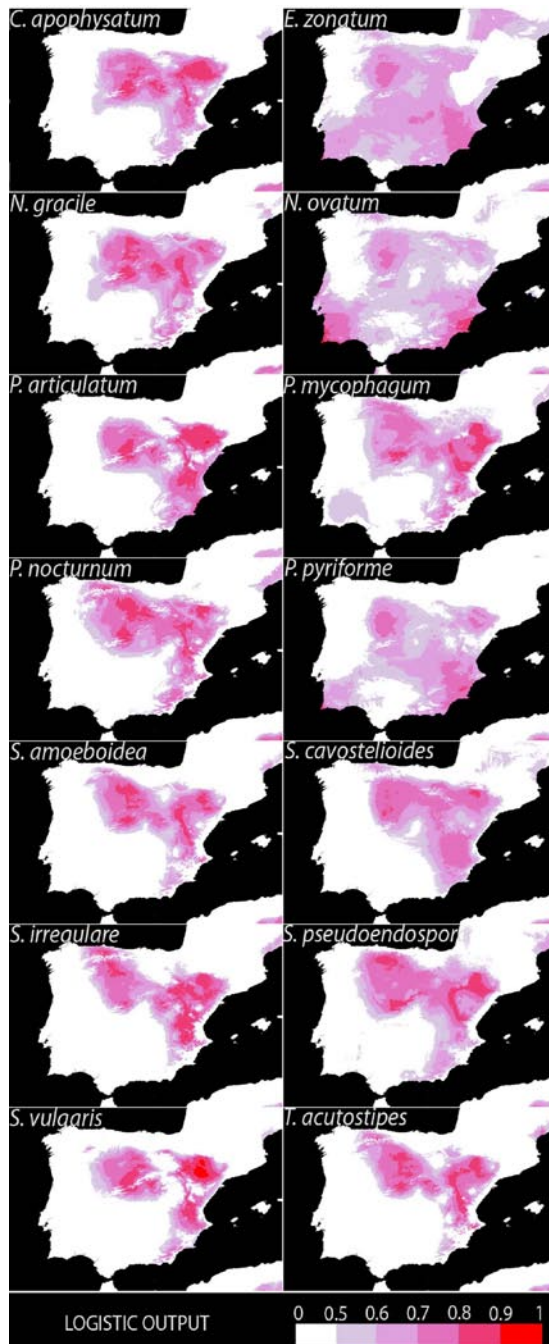 C. apophysatum
E. zonatum
N. gracile
N. ovatum
P. articulatum
P. mycophagum
P. nocturnum
P. pyriforme
S. amoeboidea
S. cavostelioides
S. irregulare
S. pseudoendospor
S. vulgaris
T. acutostipes
LOGISTIC OUTPUT
0 0.5 0.6 0.7 0.8 0.9 1